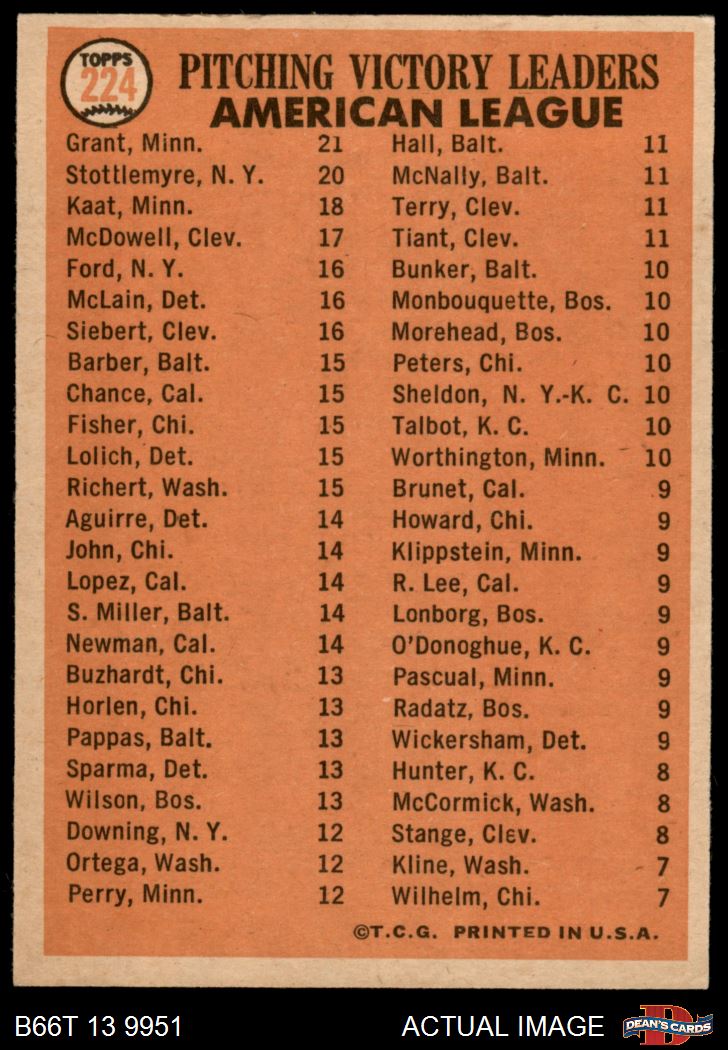 TOPPS
224
PITCHING VICTORY LEADERS
AMERICAN LEAGUE
Grant, Minn. 21
Stottlemyre, N. Y. 20
Kaat, Minn. 18
McDowell, Clev. 17
Ford, N. Y. 16
McLain, Det. 16
Siebert, Clev. 16
Barber, Balt. 15
Chance, Cal. 15
Fisher, Chi. 15
Lolich, Det. 15
Richert, Wash. 15
Aguirre, Det. 14
John, Chi. 14
Lopez, Cal. 14
S. Miller, Balt. 14
Newman, Cal. 14
Buzhardt, Chi. 13
Horlen, Chi. 13
Pappas, Balt. 13
Sparma, Det. 13
Wilson, Bos. 13
Downing, N. Y. 12
Ortega, Wash. 12
Perry, Minn. 12
Hall, Balt. 11
McNally, Balt. 11
Terry, Clev. 11
Tiant, Clev. 11
Bunker, Balt. 10
Monbouquette, Bos. 10
Morehead, Bos. 10
Peters, Chi. 10
Sheldon, N. Y.-K. C. 10
Talbot, K. C. 10
Worthington, Minn. 10
Brunet, Cal. 9
Howard, Chi. 9
Klippstein, Minn. 9
R. Lee, Cal. 9
Lonborg, Bos. 9
O'Donoghue, K. C. 9
Pascual, Minn. 9
Radatz, Bos. 9
Wickersham, Det. 9
Hunter, K. C. 8
McCormick, Wash. 8
Stange, Clev. 8
Kline, Wash. 7
Wilhelm, Chi. 7
©T.C.G. PRINTED IN U.S.A.
B66T 13 9951 ACTUAL IMAGE
D
DEAN'S CARDS